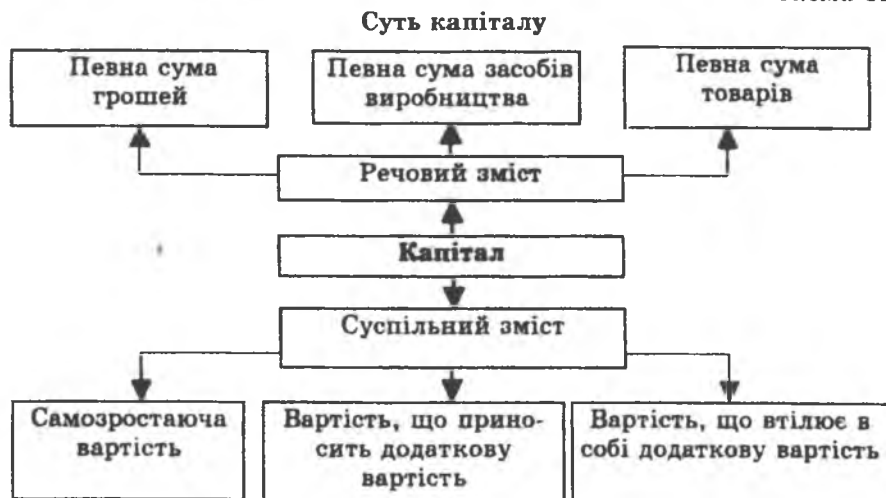 Суть капіталу
Певна сума
грошей
Певна сума засобів
виробництва
Певна сума
товарів
Речовий зміст
Капітал
Суспільний зміст
Самозростаюча
вартість
Вартість, що прино-
сить додаткову
вартість
Вартість, що втілює в
собі додаткову вартість